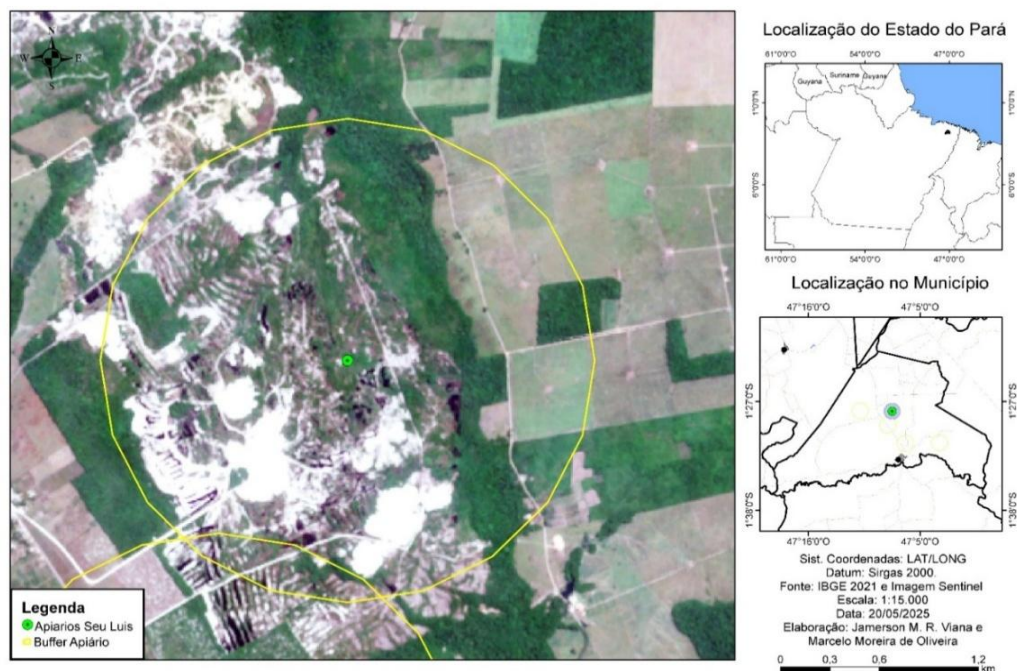 N
W E
S
Legenda
Apiarios Seu Luis
Buffer Apiário
Localização do Estado do Pará
61°0'0"O 54°0'0"O 47°0'0"O
Guyana Suriname Guyane
1°0'0"N 1°0'0"N
6°0'0"S 6°0'0"S
61°0'0"O 54°0'0"O 47°0'0"O
Localização no Município
47°16'0"O 47°5'0"O
1°27'0"S 1°27'0"S
1°38'0"S 1°38'0"S
47°16'0"O 47°5'0"O
Sist. Coordenadas: LAT/LONG
Datum: Sirgas 2000.
Fonte: IBGE 2021 e Imagem Sentinel
Escala: 1:15.000
Data: 20/05/2025
Elaboração: Jamerson M. R. Viana e
Marcelo Moreira de Oliveira
0 0,3 0,6 1,2
km